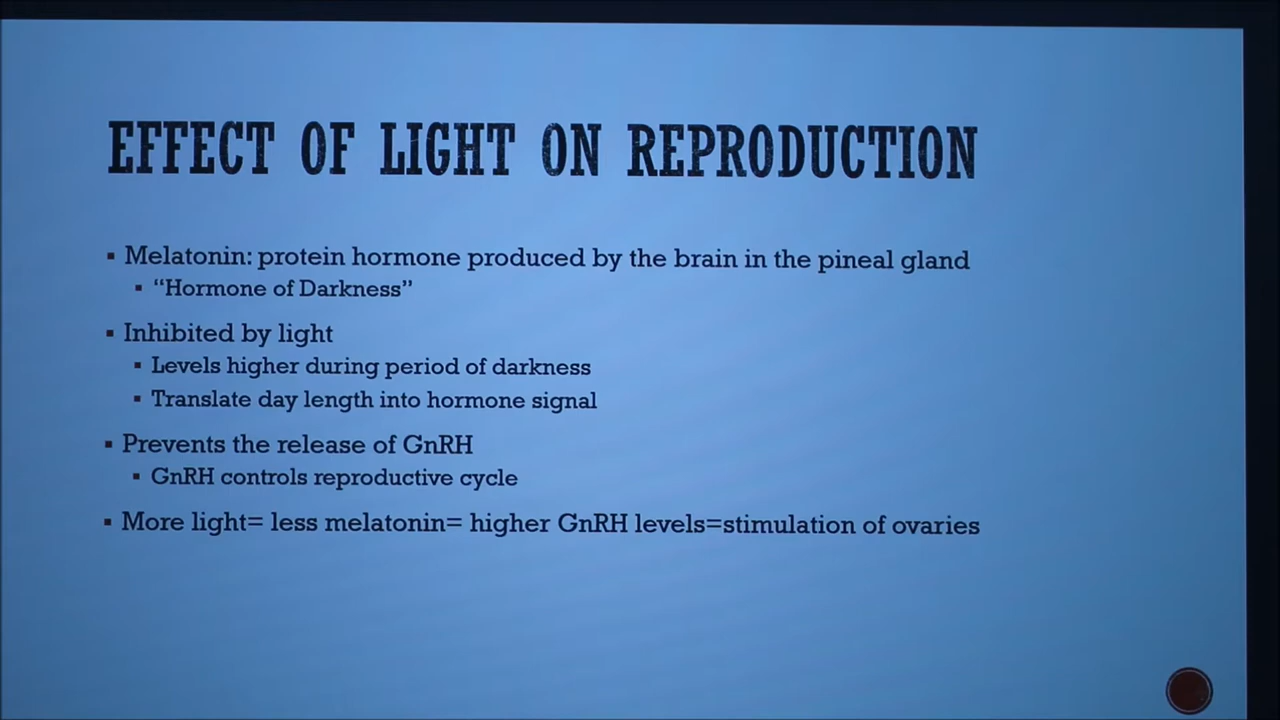 EFFECT OF LIGHT ON REPRODUCTION
▪ Melatonin: protein hormone produced by the brain in the pineal gland
▪ “Hormone of Darkness”
▪ Inhibited by light
▪ Levels higher during period of darkness
▪ Translate day length into hormone signal
▪ Prevents the release of GnRH
▪ GnRH controls reproductive cycle
▪ More light= less melatonin= higher GnRH levels=stimulation of ovaries